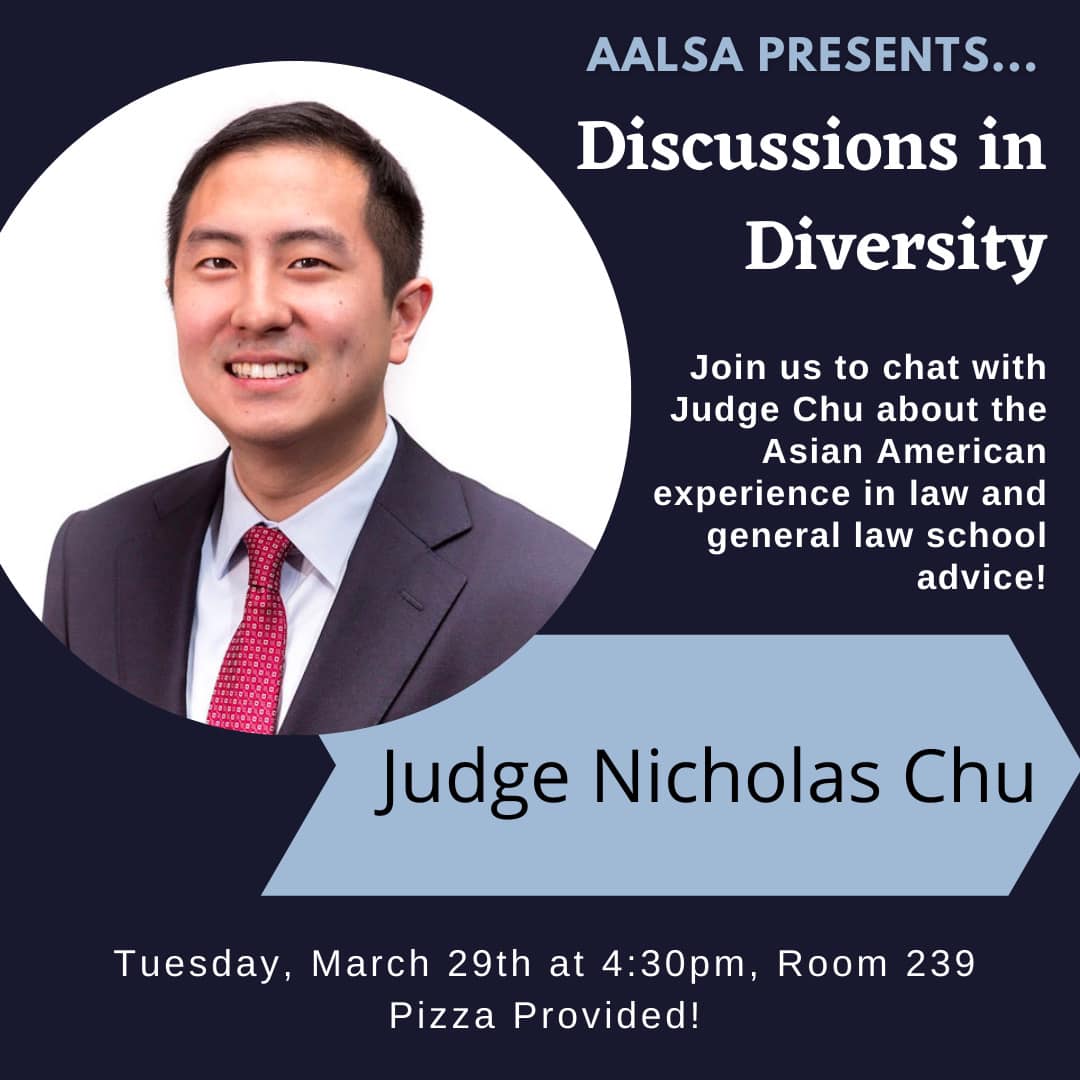 AALSA PRESENTS...
Discussions in
Diversity
Join us to chat with
Judge Chu about the
Asian American
experience in law and
general law school
advice!
Judge Nicholas Chu
Tuesday, March 29th at 4:30pm, Room 239
Pizza Provided!